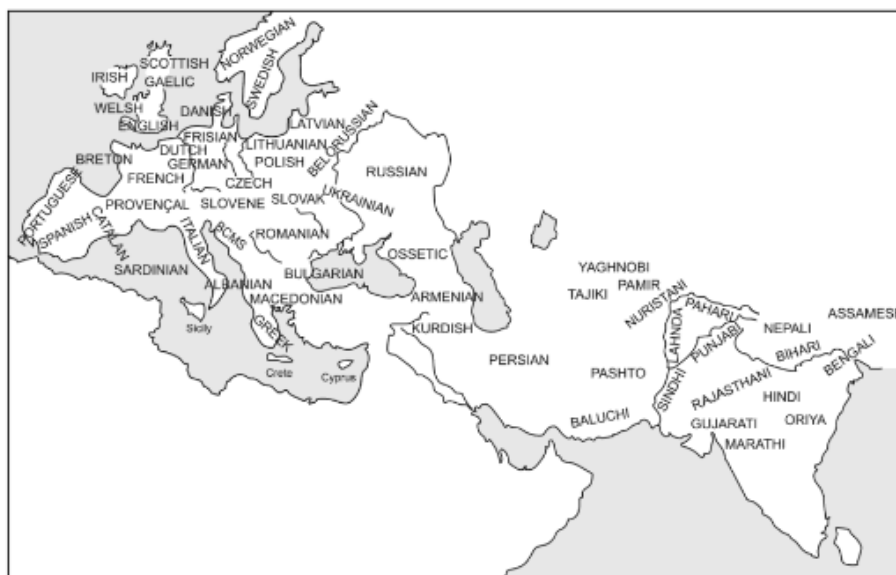 NORWEGIAN
SWEDISH
SCOTTISH
GAELIC
IRISH
WELSH
ENGLISH
DANISH
FRISIAN
DUTCH
GERMAN
LATVIAN
LITHUANIAN
POLISH
BELORUSSIAN
RUSSIAN
BRETON
FRENCH
CZECH
PORTUGUESE
SPANISH
CATALAN
PROVENÇAL
SLOVENE
SLOVAK
UKRAINIAN
ITALIAN
BCMS
ROMANIAN
OSSETIC
SARDINIAN
ALBANIAN
BULGARIAN
MACEDONIAN
ARMENIAN
GREEK
KURDISH
Sicily
Crete
Cyprus
PERSIAN
YAGHNOBI
PAMIR
TAJIKI
NURISTANI
PAHARI
LAHNDA
PUNJABI
NEPALI
ASSAMESE
BIHARI
BENGALI
PASHTO
SINDHI
RAJASTHANI
HINDI
BALUCHI
GUJARATI
ORIYA
MARATHI